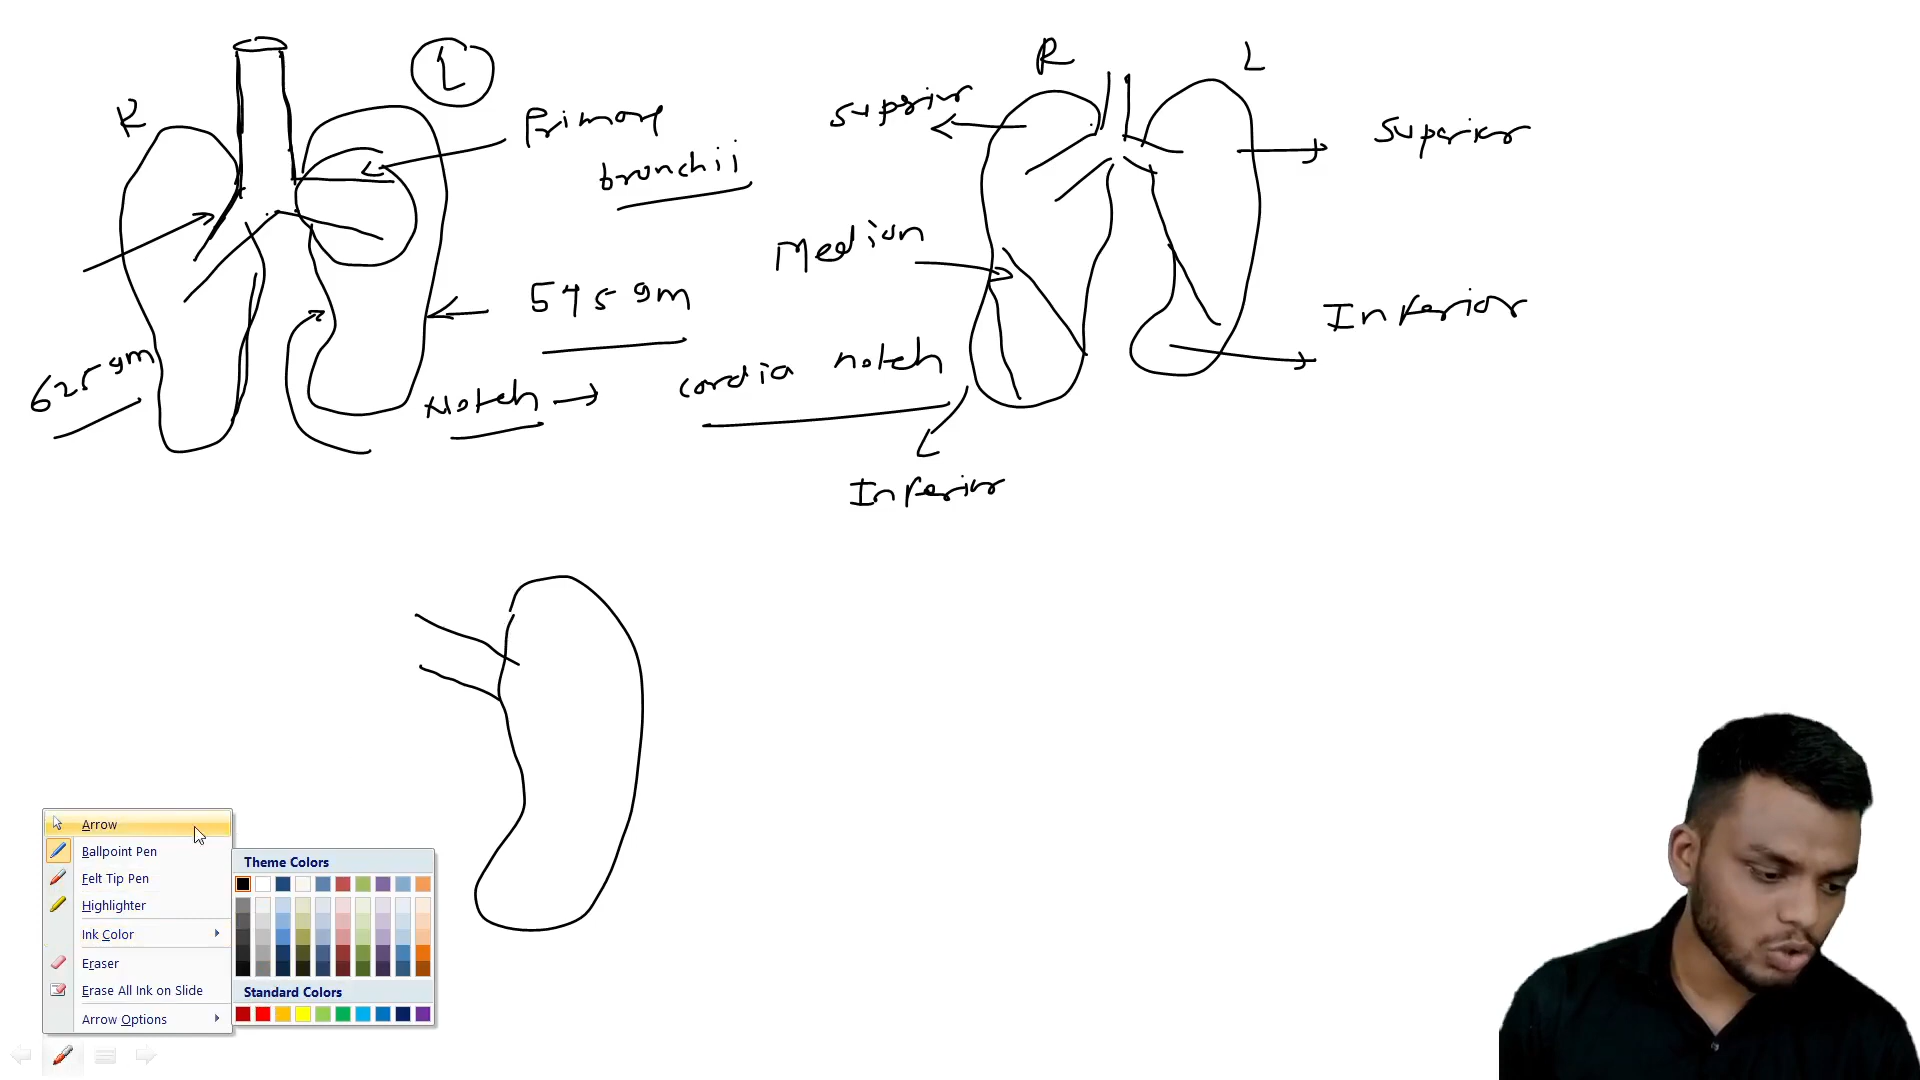 R
L
Primary
bronchii
545 gm
625 gm
Notch →
cardia notch
R
L
Superior
Superior
Median
Inferior
Inferior
Arrow
Ballpoint Pen
Felt Tip Pen
Highlighter
Ink Color
Eraser
Erase All Ink on Slide
Arrow Options
Theme Colors
Standard Colors